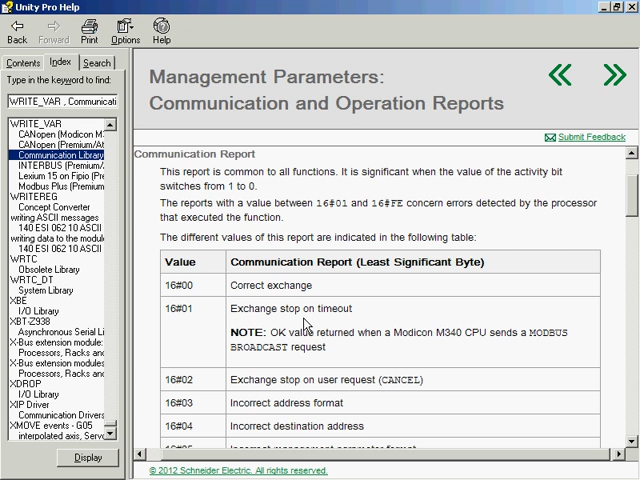 Unity Pro Help
Back
Forward
Print
Options
Help
Contents
Index
Search
Type in the keyword to find:
WRITE_VAR , Communicati
WRITE_VAR
CANopen (Modicon M
CANopen (Premium/At
Communication Library
INTERBUS (Premium/
Lexium 15 on Fipio (Pre
Modbus Plus (Premium/
WRITEREG
Concept Converter
writing ASCII messages
140 ESI 062 10 ASCII
writing data to the module
140 ESI 062 10 ASCII
WRTC
Obsolete Library
WRTC_DT
System Library
XBE
I/O Library
XBT-Z938
Asynchronous Serial Li
X-Bus extension module:
Processors, Racks and
X-Bus extension modules
Processors, Racks and
XDROP
I/O Library
XIP Driver
Communication Drivers
XMOVE events - G05
interpolated axis, Servo
Display
Management Parameters:
Communication and Operation Reports
Submit Feedback
Communication Report
This report is common to all functions. It is significant when the value of the activity bit
switches from 1 to 0.
The reports with a value between 16#01 and 16#FE concern errors detected by the processor
that executed the function.
The different values of this report are indicated in the following table:
Value Communication Report (Least Significant Byte)
16#00 Correct exchange
16#01 Exchange stop on timeout
NOTE: OK value returned when a Modicon M340 CPU sends a MODBUS
BROADCAST request
16#02 Exchange stop on user request (CANCEL)
16#03 Incorrect address format
16#04 Incorrect destination address
16#05 Incorrect management parameter format
© 2012 Schneider Electric. All rights reserved.